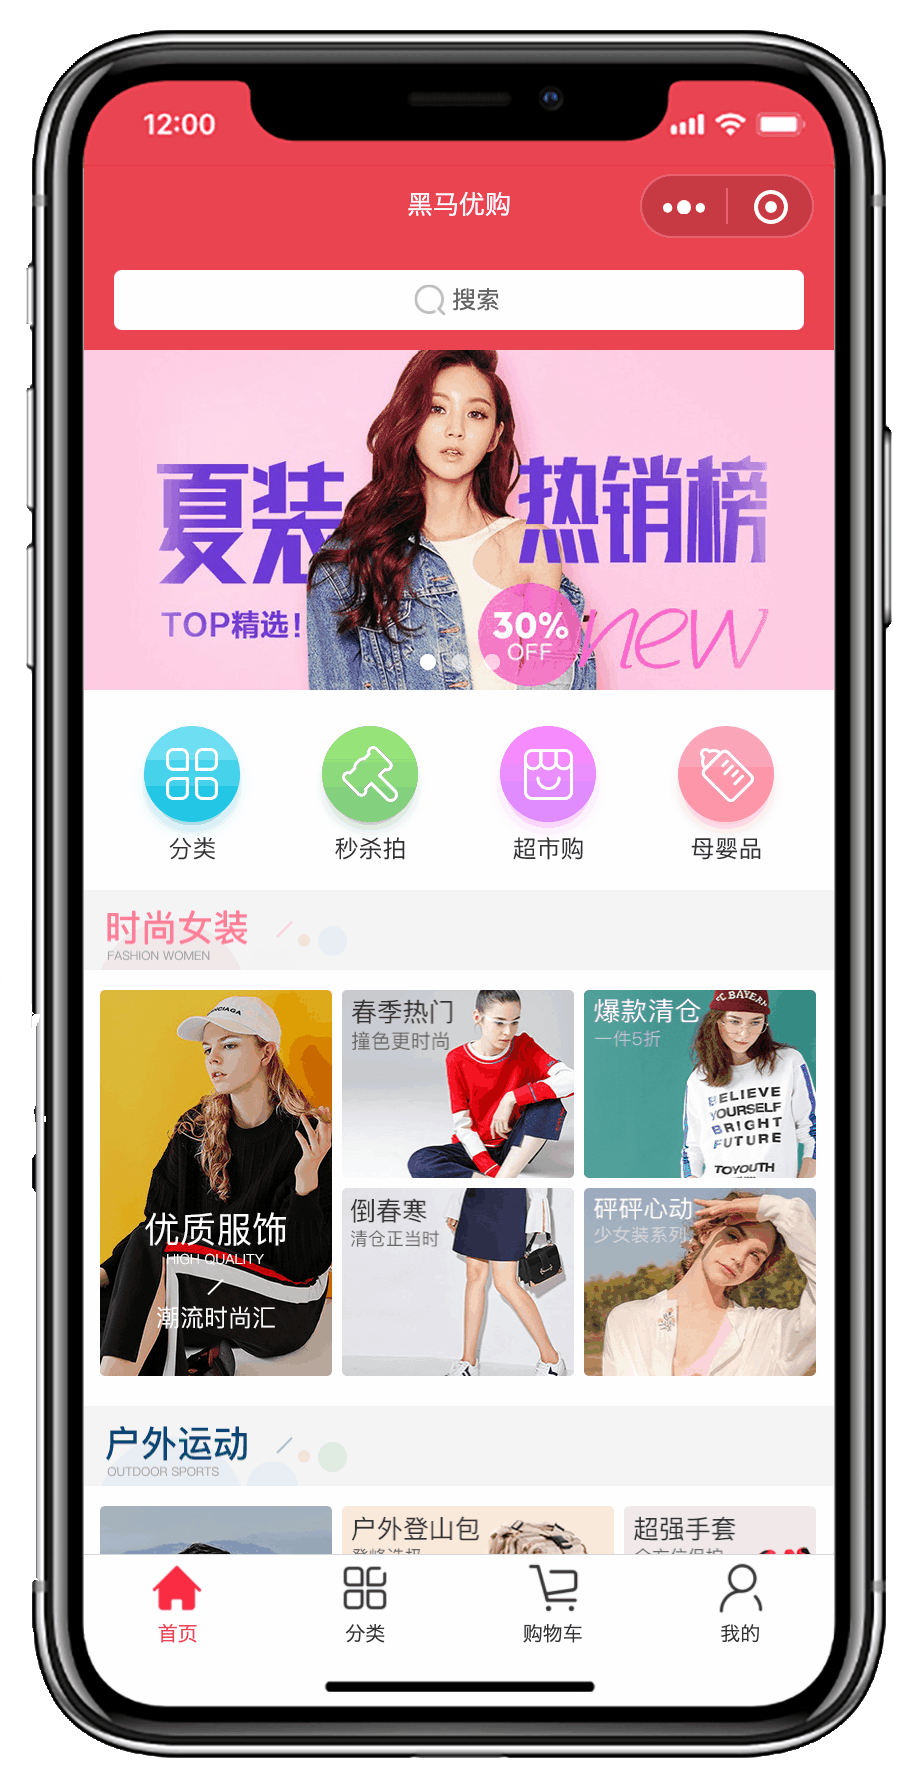 12:00
黑马优购
搜索
夏装 热销榜
TOP精选!
30%
OFF
new
分类
秒杀拍
超市购
母婴品
时尚女装
FASHION WOMEN
优质服饰
HIGH QUALITY
潮流时尚汇
春季热门
撞色更时尚
爆款清仓
一件5折
BELIEVE
YOURSELF
BRIGHT
FUTURE
TOYOUTH
倒春寒
清仓正当时
砰砰心动
少女装系列
户外运动
OUTDOOR SPORTS
户外登山包
超强手套
首页
分类
购物车
我的